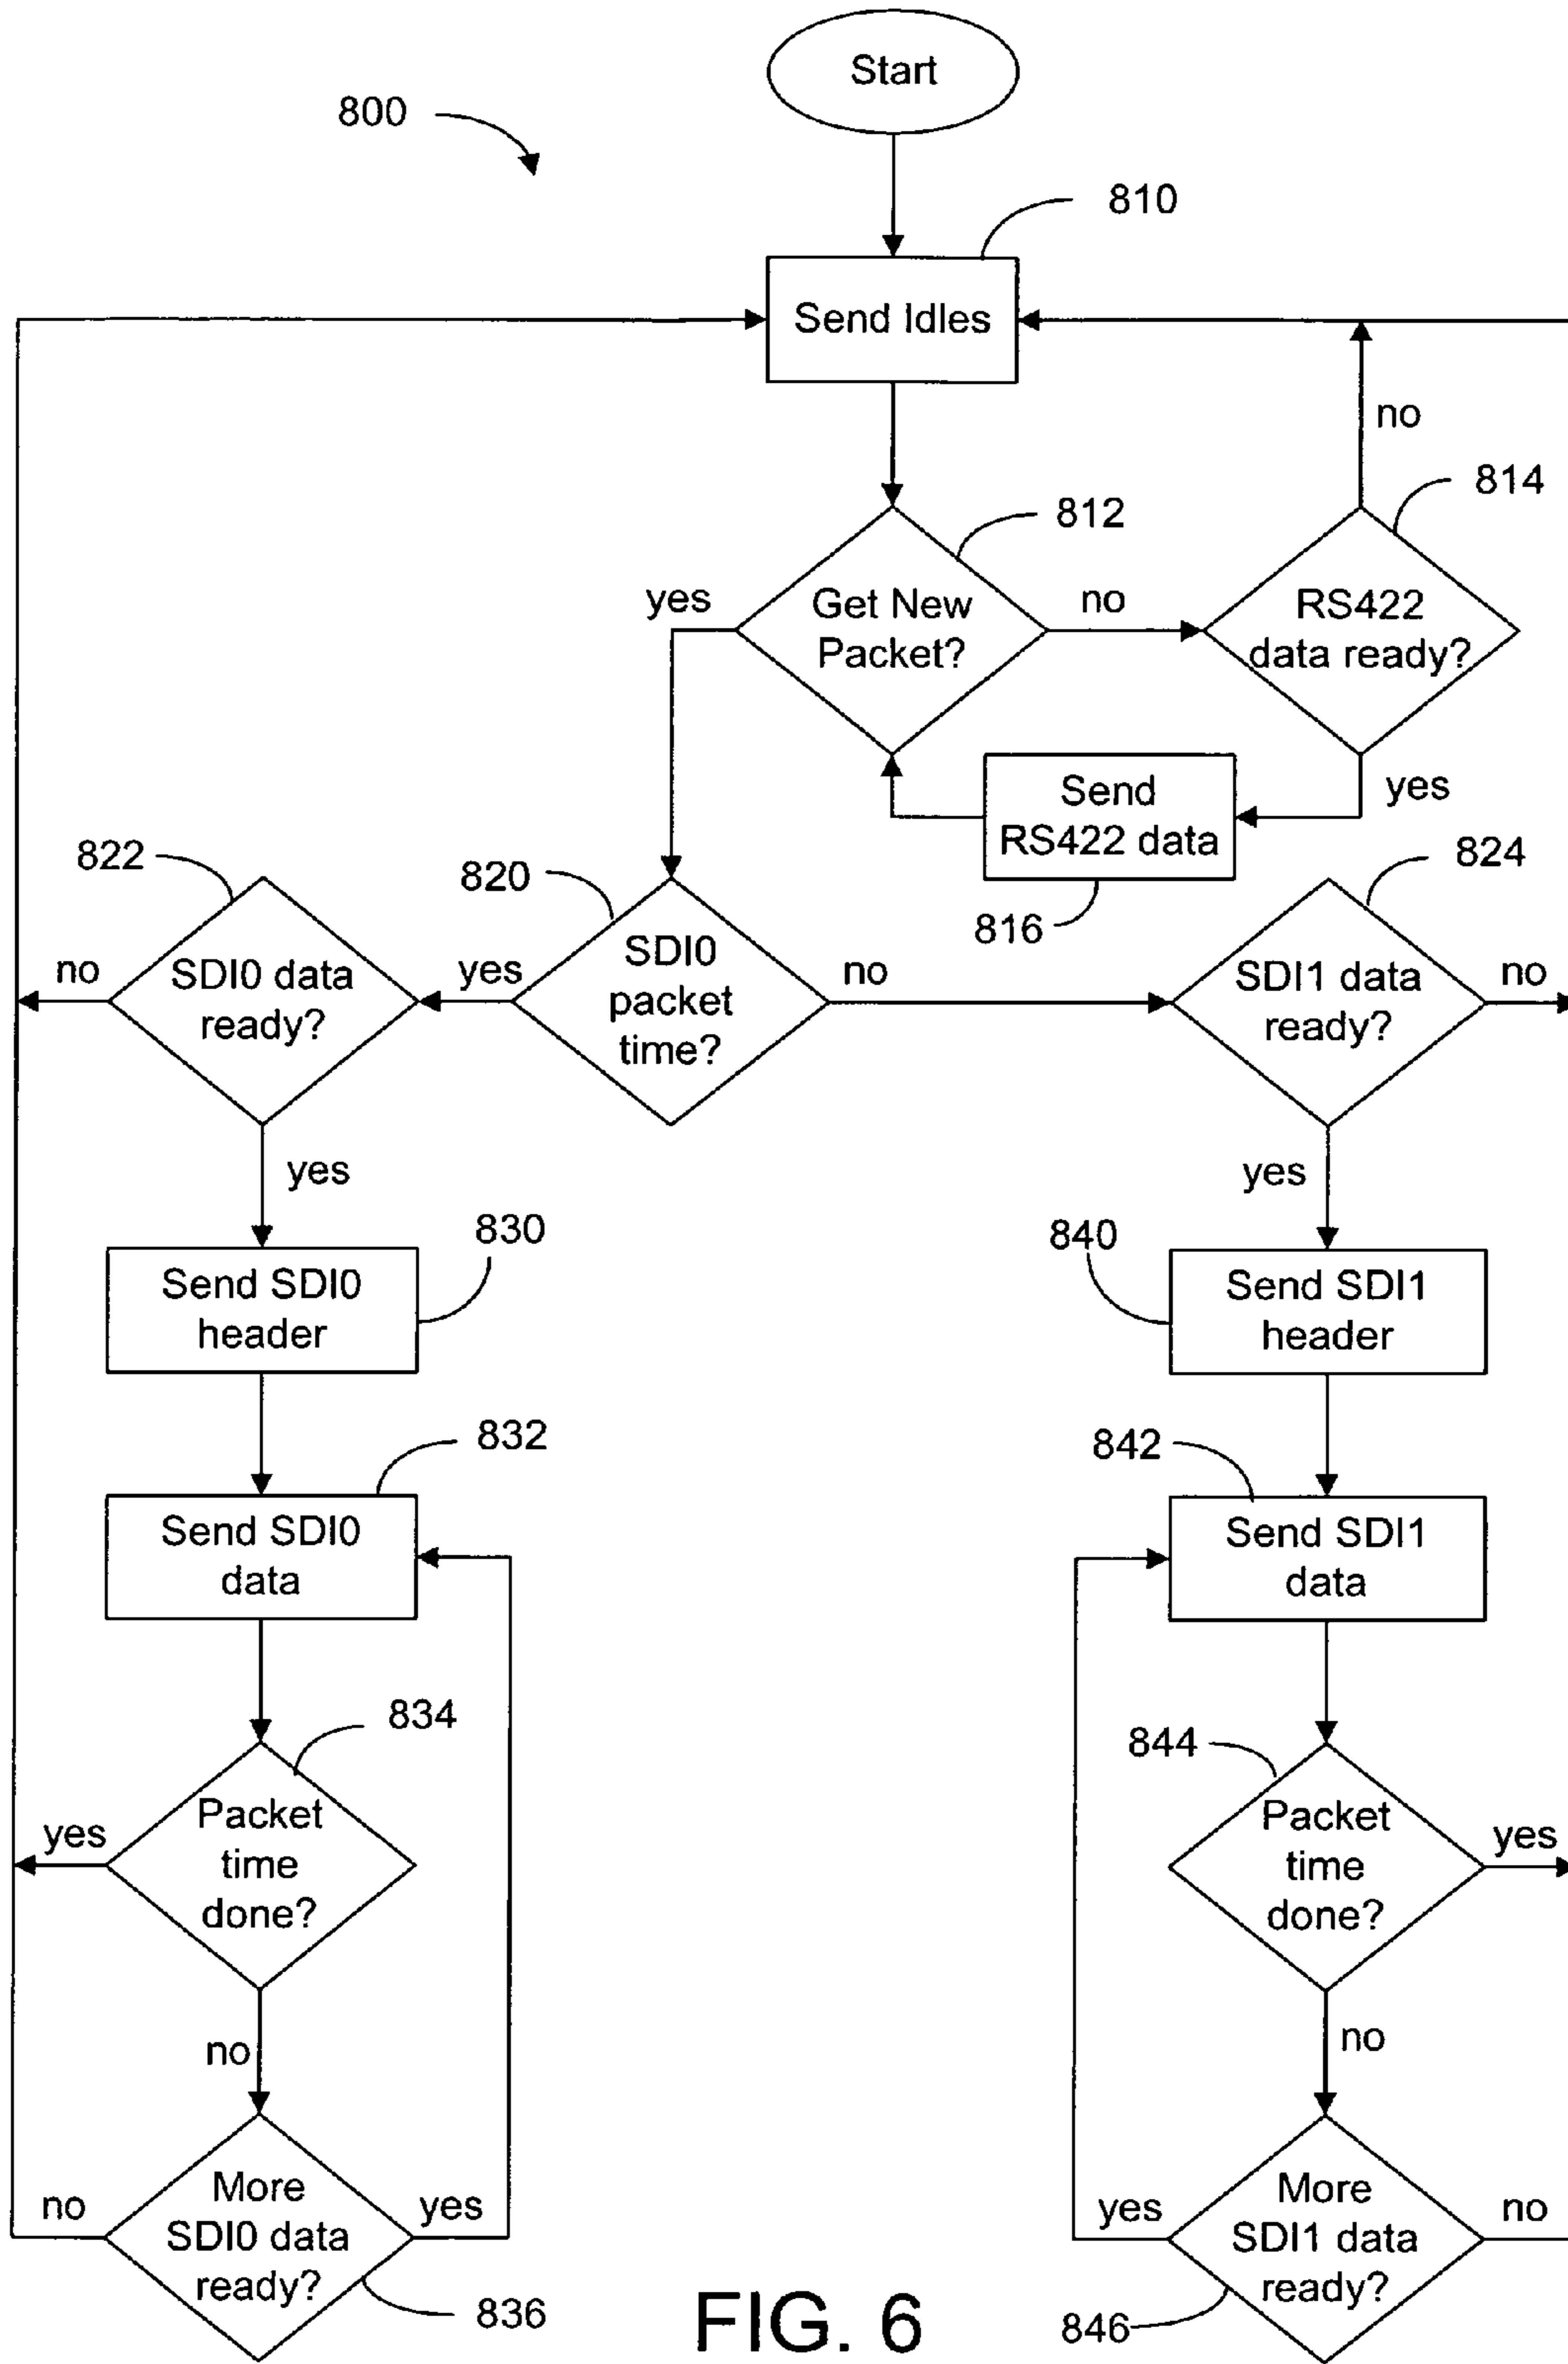 Start
800
810
Send Idles
no
814
812
yes
Get New
Packet?
no
RS422
data ready?
Send
RS422 data
yes
816
822
820
824
no
SDI0 data
ready?
yes
SDI0
packet
time?
no
SDI1 data
ready?
no
yes
yes
830
840
Send SDI0
header
Send SDI1
header
832
842
Send SDI0
data
Send SDI1
data
834
844
yes
Packet
time
done?
Packet
time
done?
yes
no
no
no
More
SDI0 data
ready?
yes
yes
More
SDI1 data
ready?
no
836
846
FIG. 6